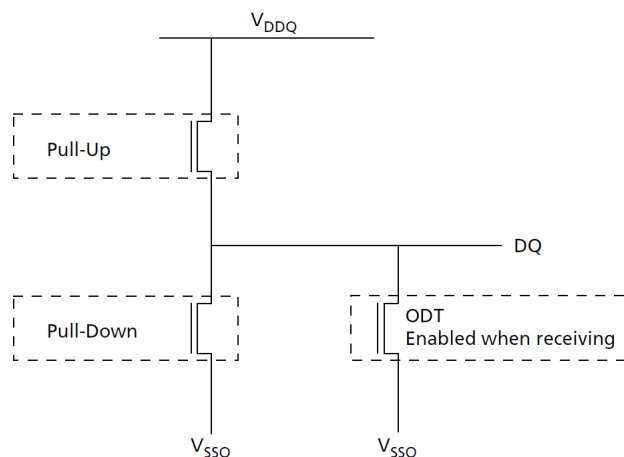 VDDQ
Pull-Up
DQ
Pull-Down
ODT
Enabled when receiving
VSSQ
VSSQ